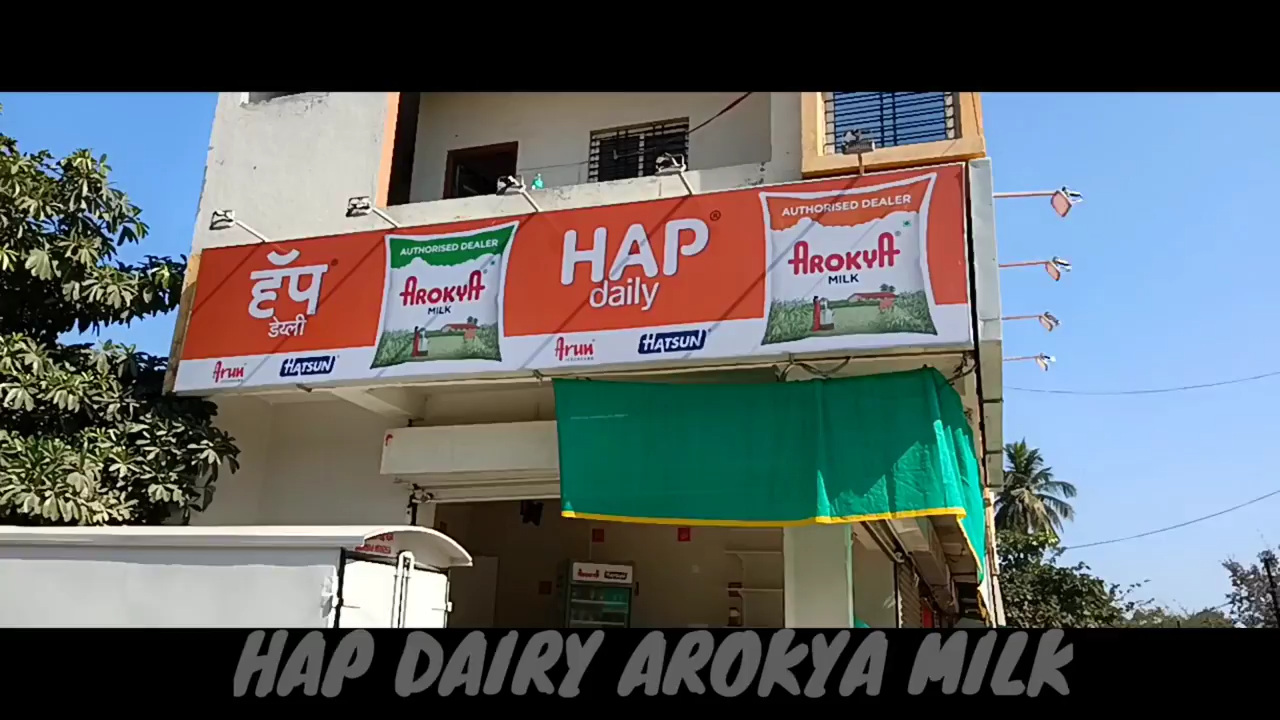 हॅप
डेय्ली
AUTHORISED DEALER
AROKYA
MILK
HAP®
daily
AUTHORISED DEALER
AROKYA
MILK
Arun
HATSUN
Arun
HATSUN
HAP DAIRY AROKYA MILK